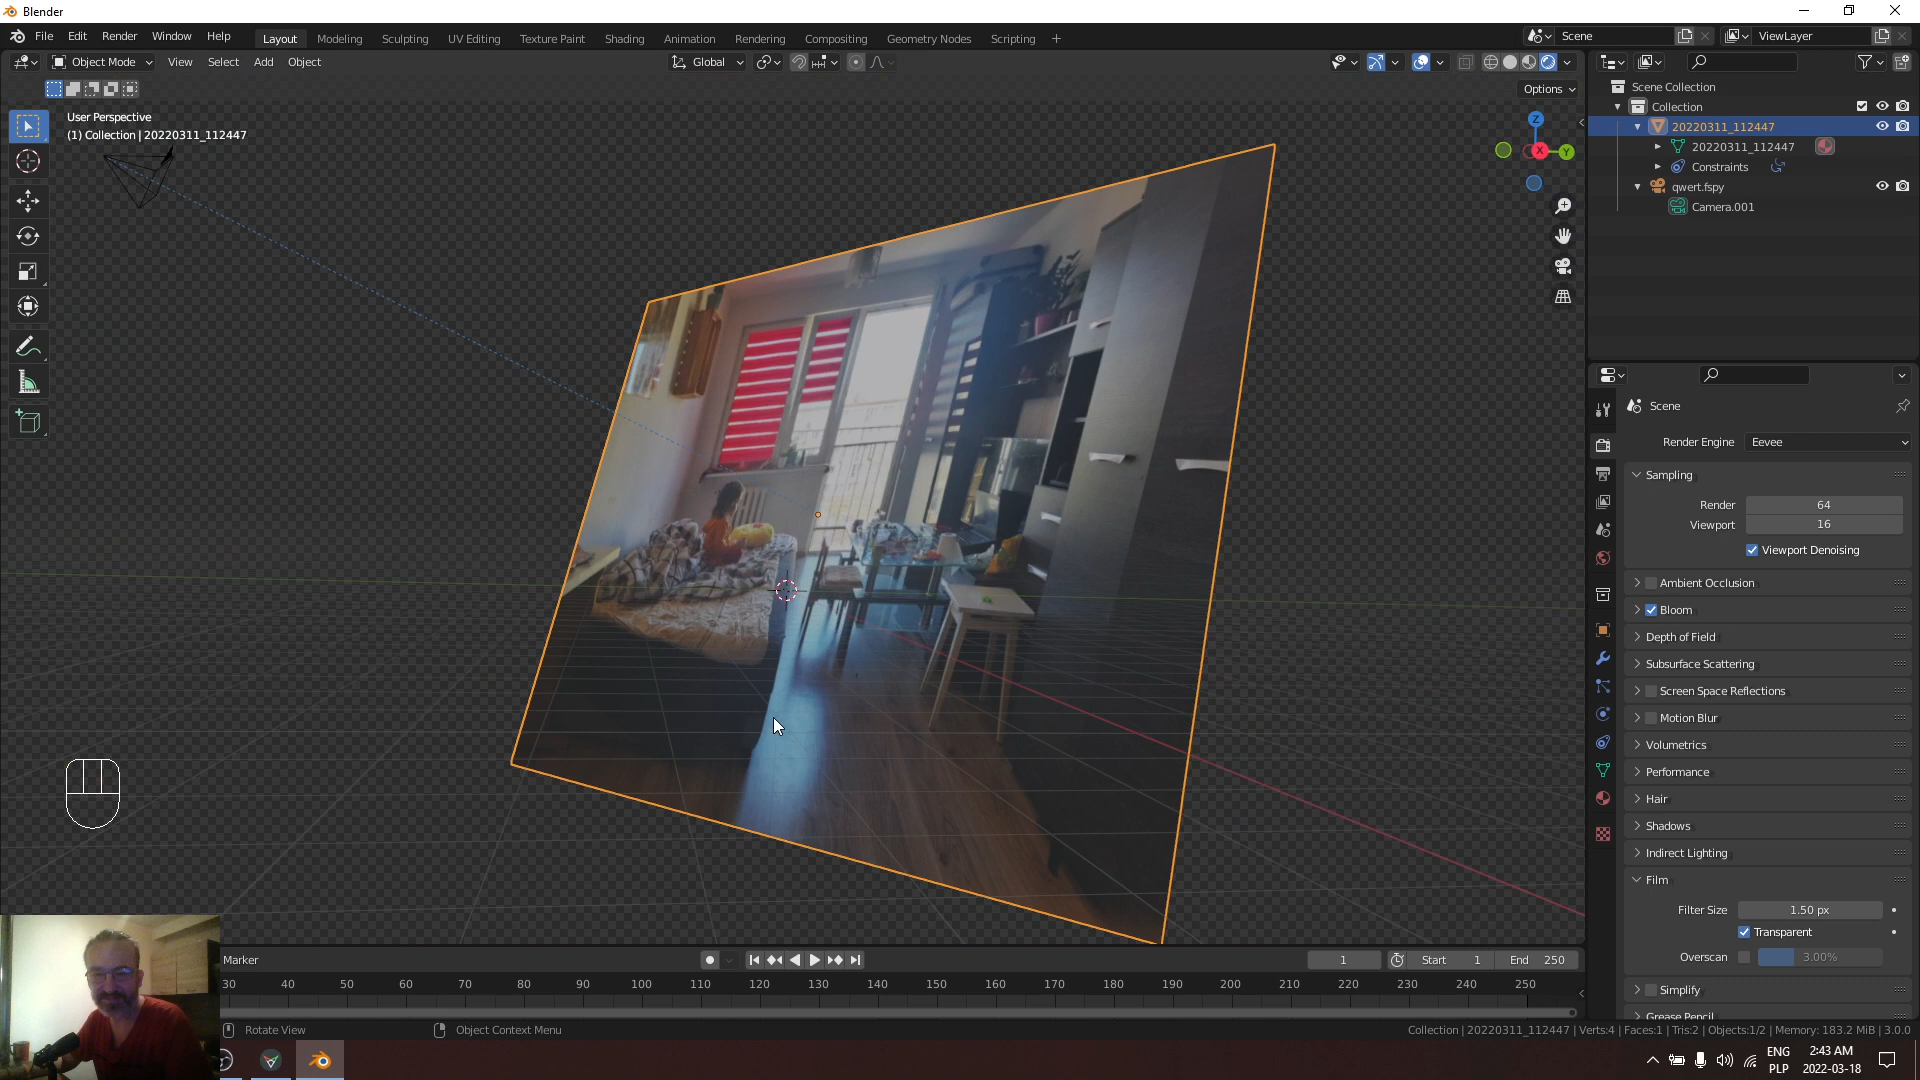 Blender
File Edit Render Window Help
Layout Modeling Sculpting UV Editing Texture Paint Shading Animation Rendering Compositing Geometry Nodes Scripting +
Scene
ViewLayer
Object Mode View Select Add Object
Global
Options
User Perspective
(1) Collection | 20220311_112447
Z
X
Y
Scene Collection
Collection
20220311_112447
20220311_112447
Constraints
qwert.fspy
Camera.001
Scene
Render Engine Eevee
Sampling
Render 64
Viewport 16
Viewport Denoising
Ambient Occlusion
Bloom
Depth of Field
Subsurface Scattering
Screen Space Reflections
Motion Blur
Volumetrics
Performance
Hair
Shadows
Indirect Lighting
Film
Filter Size 1.50 px
Transparent
Overscan 3.00%
Simplify
Grease Pencil
Marker
1 Start 1 End 250
30 40 50 60 70 80 90 100 110 120 130 140 150 160 170 180 190 200 210 220 230 240 250
Rotate View Object Context Menu
Collection | 20220311_112447 | Verts:4 | Faces:1 | Tris:2 | Objects:1/2 | Memory: 183.2 MiB | 3.0.0
ENG
PLP
2:43 AM
2022-03-18